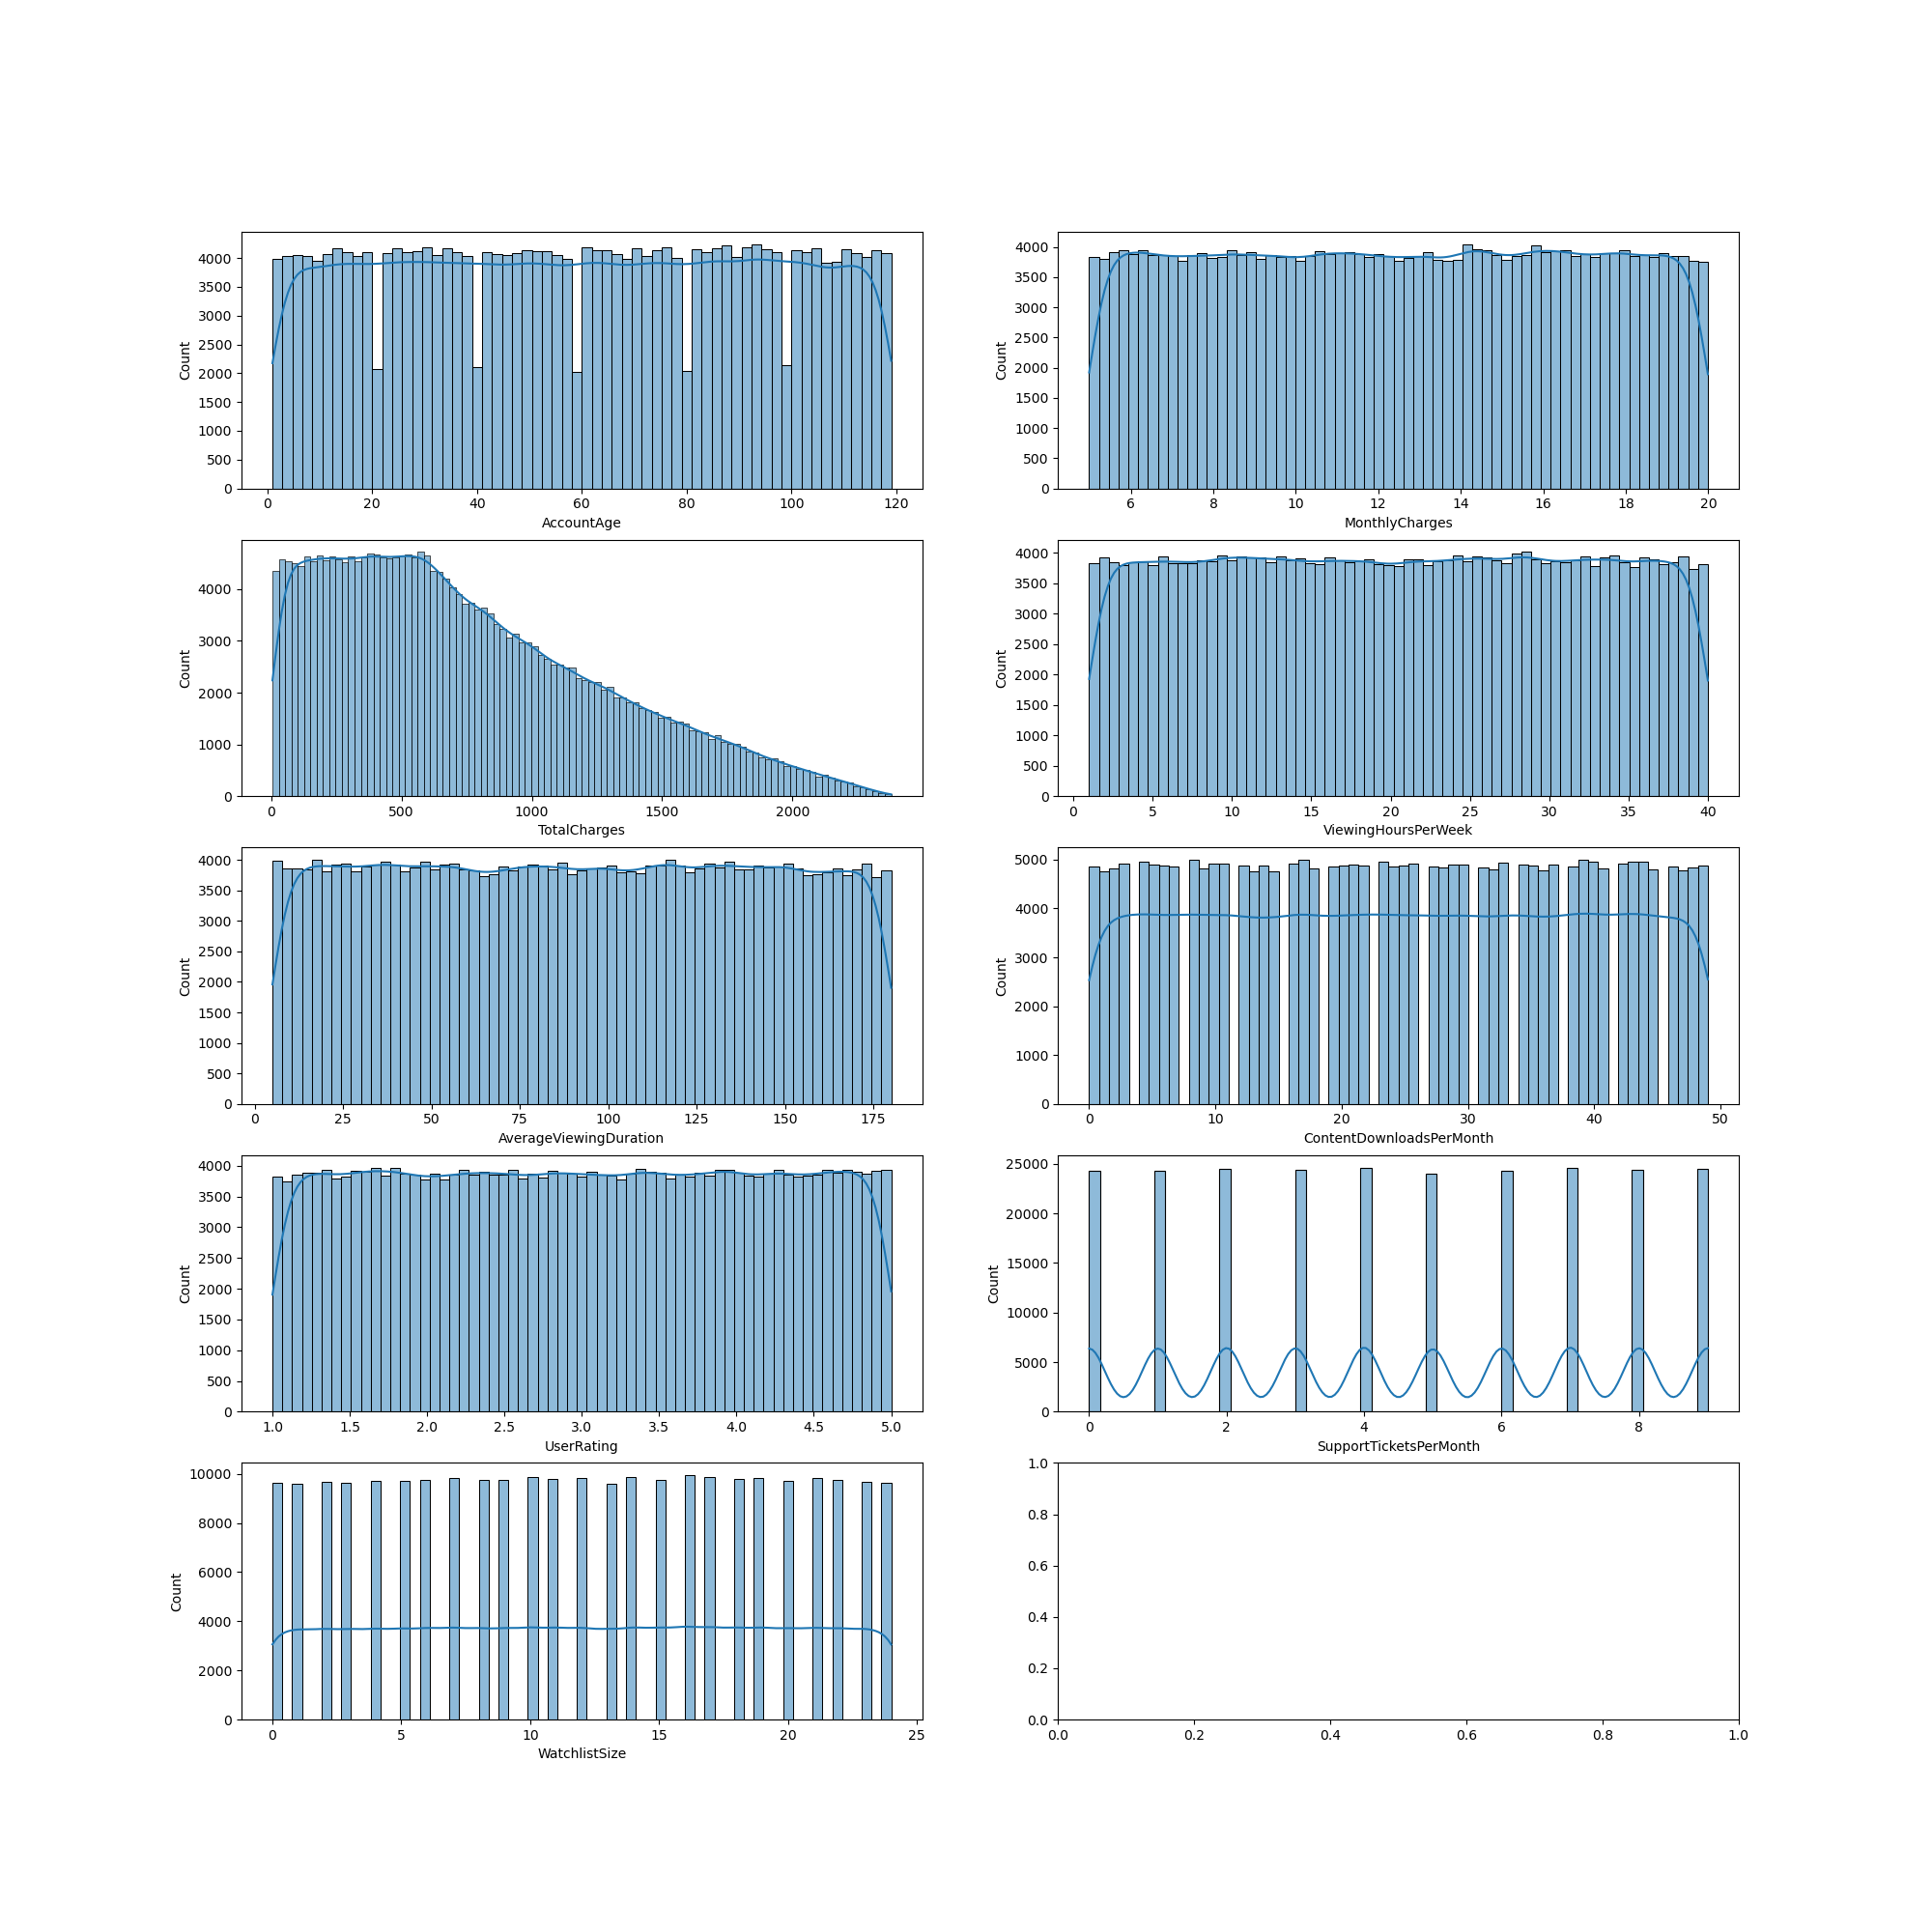 4000
3500
3000
2500
2000
1500
1000
500
0
Count
0 20 40 60 80 100 120
AccountAge
4000
3500
3000
2500
2000
1500
1000
500
0
Count
6 8 10 12 14 16 18 20
MonthlyCharges
4000
3000
2000
1000
0
Count
0 500 1000 1500 2000
TotalCharges
4000
3500
3000
2500
2000
1500
1000
500
0
Count
0 5 10 15 20 25 30 35 40
ViewingHoursPerWeek
4000
3500
3000
2500
2000
1500
1000
500
0
Count
0 25 50 75 100 125 150 175
AverageViewingDuration
5000
4000
3000
2000
1000
0
Count
0 10 20 30 40 50
ContentDownloadsPerMonth
4000
3500
3000
2500
2000
1500
1000
500
0
Count
1.0 1.5 2.0 2.5 3.0 3.5 4.0 4.5 5.0
UserRating
25000
20000
15000
10000
5000
0
Count
0 2 4 6 8
SupportTicketsPerMonth
10000
8000
6000
4000
2000
0
Count
0 5 10 15 20 25
WatchlistSize
1.0
0.8
0.6
0.4
0.2
0.0
0.0 0.2 0.4 0.6 0.8 1.0